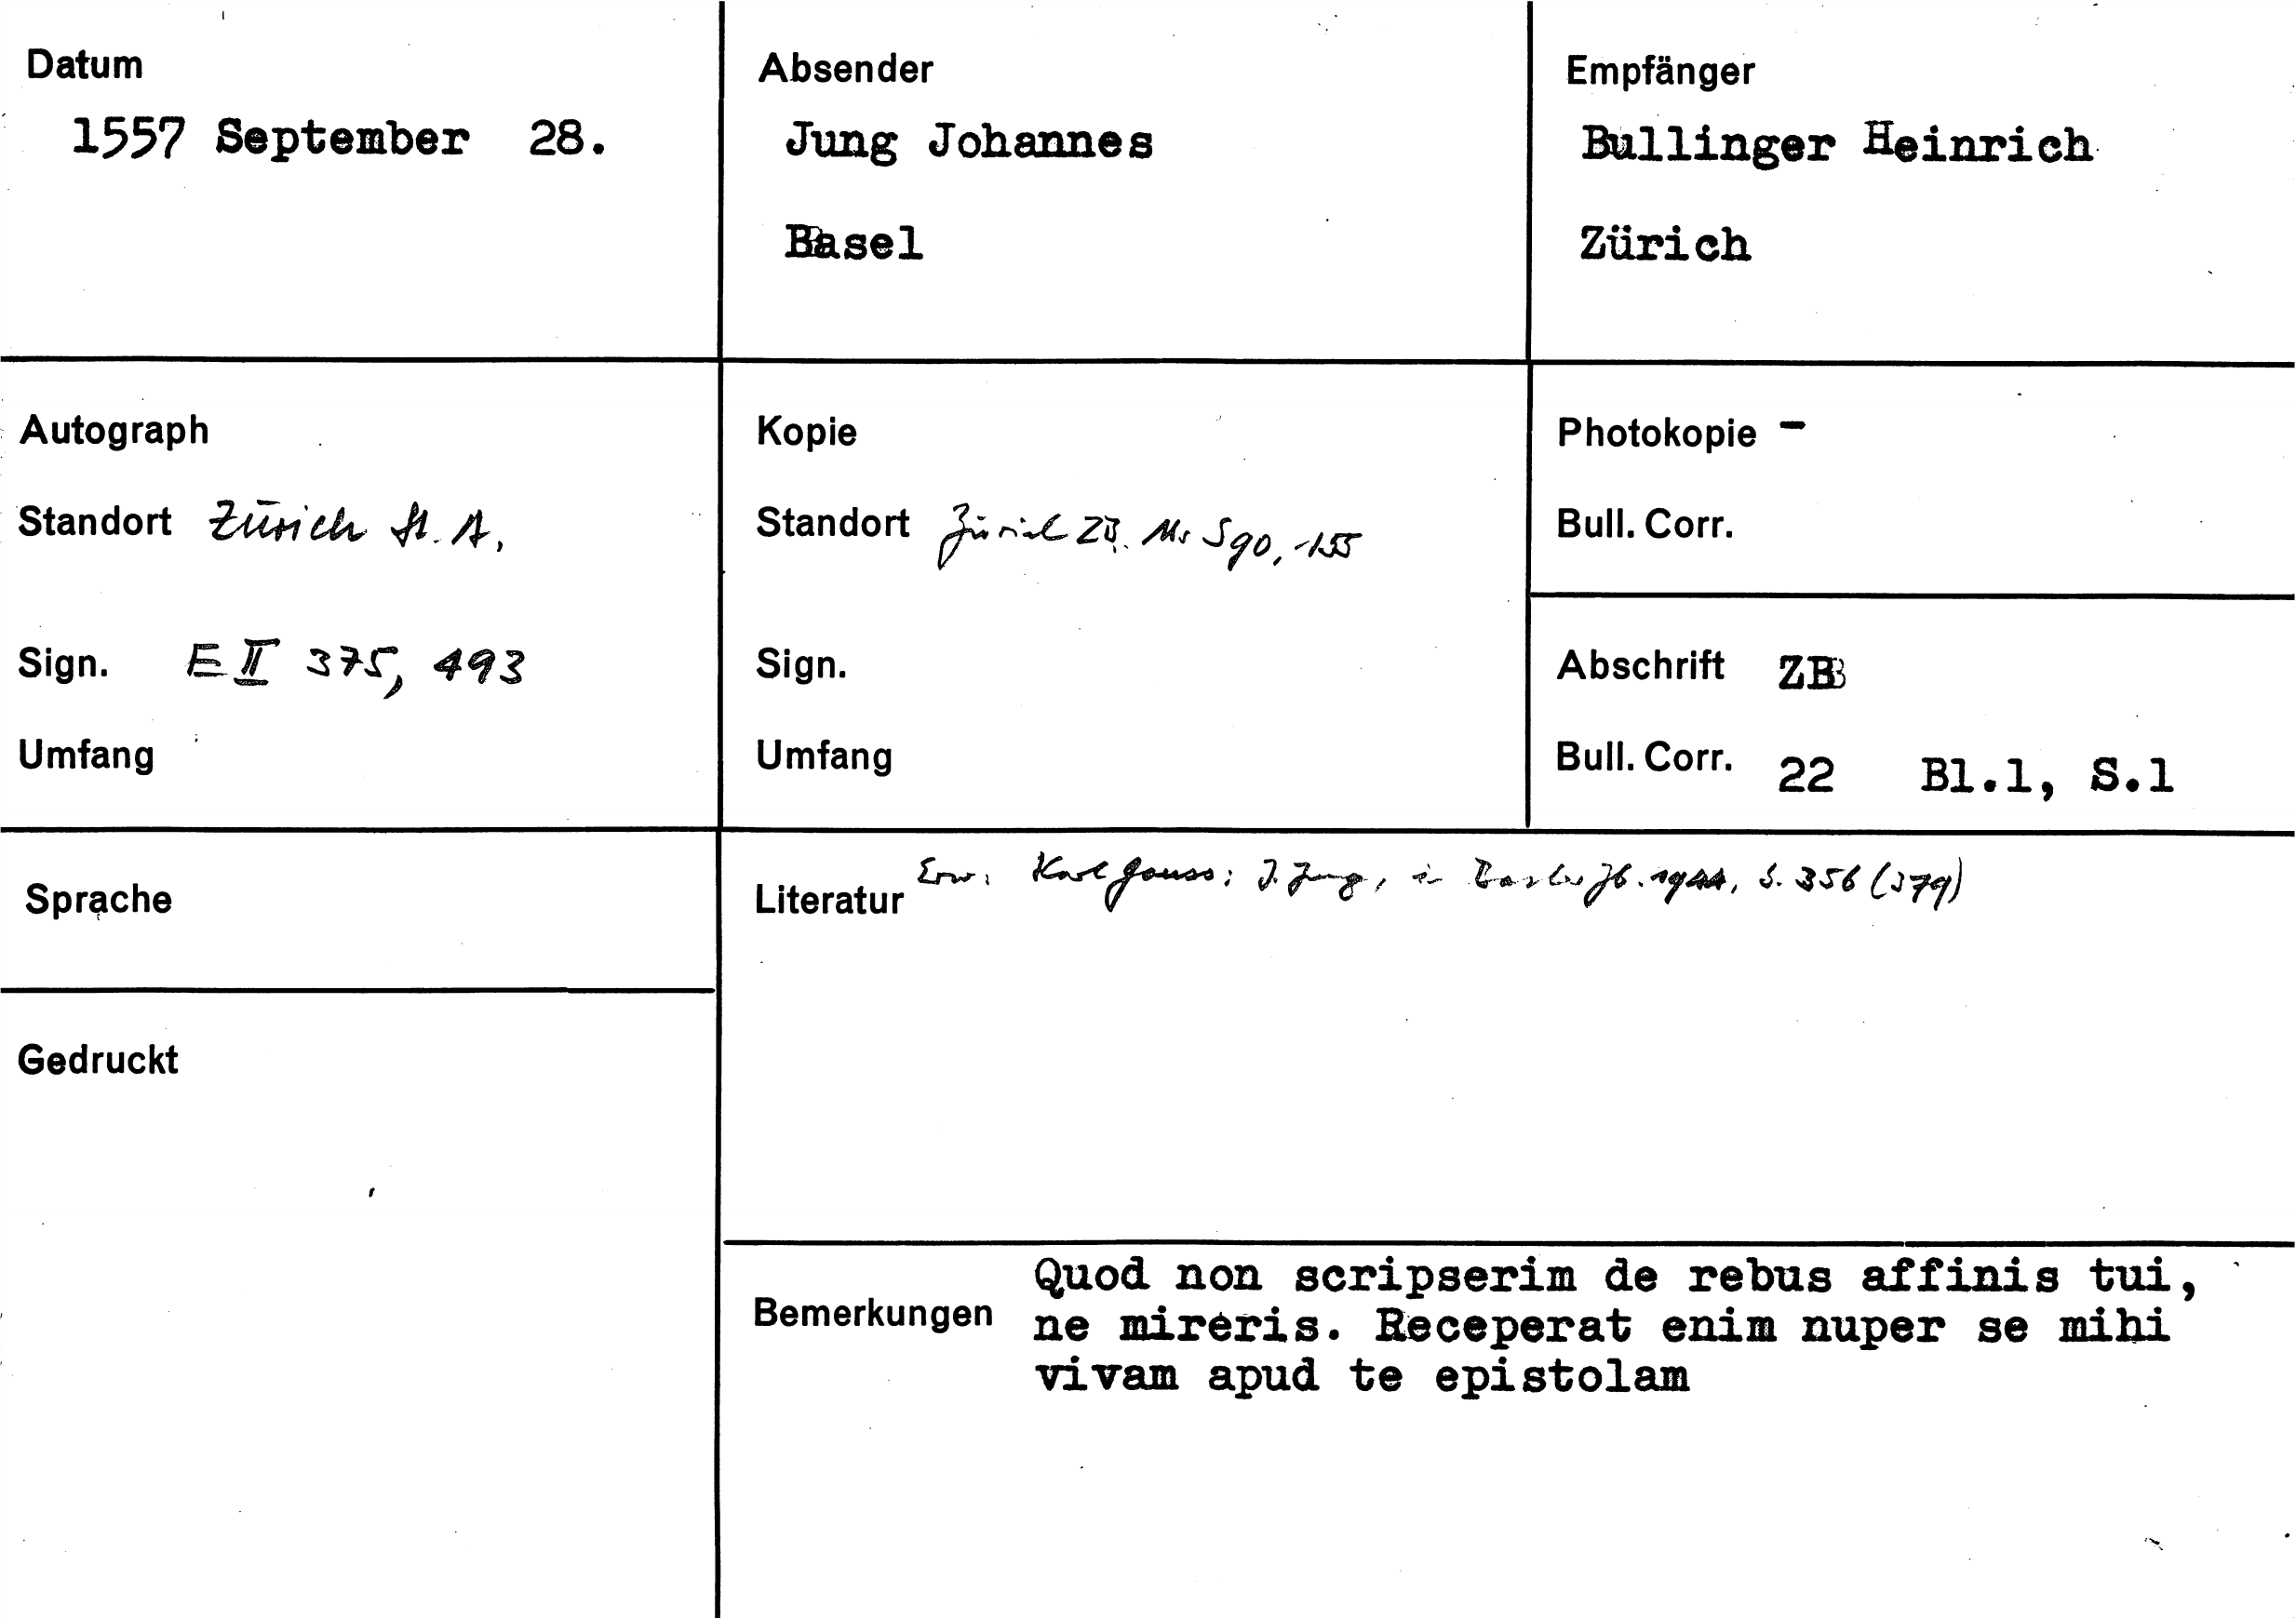 Datum
1557 September 28.
Absender
Jung Johannes
Basel
Empfänger
Bullinger Heinrich
Zürich
Autograph
Standort Zürich St. A.
Sign. E II 375, 493
Umfang
Kopie
Standort Zürich ZB. Ms S 90, 155
Sign.
Umfang
Photokopie -
Bull. Corr.
Abschrift ZB
Bull. Corr. 22 Bl.1, S.1
Sprache
Gedruckt
Literatur Erw. Karl Gauss: J. Jung, in Basler Jb. 1944, S. 356 (379)
Bemerkungen Quod non scripserim de rebus affinis tui,
ne mireris. Receperat enim nuper se mihi
vivam apud te epistolam